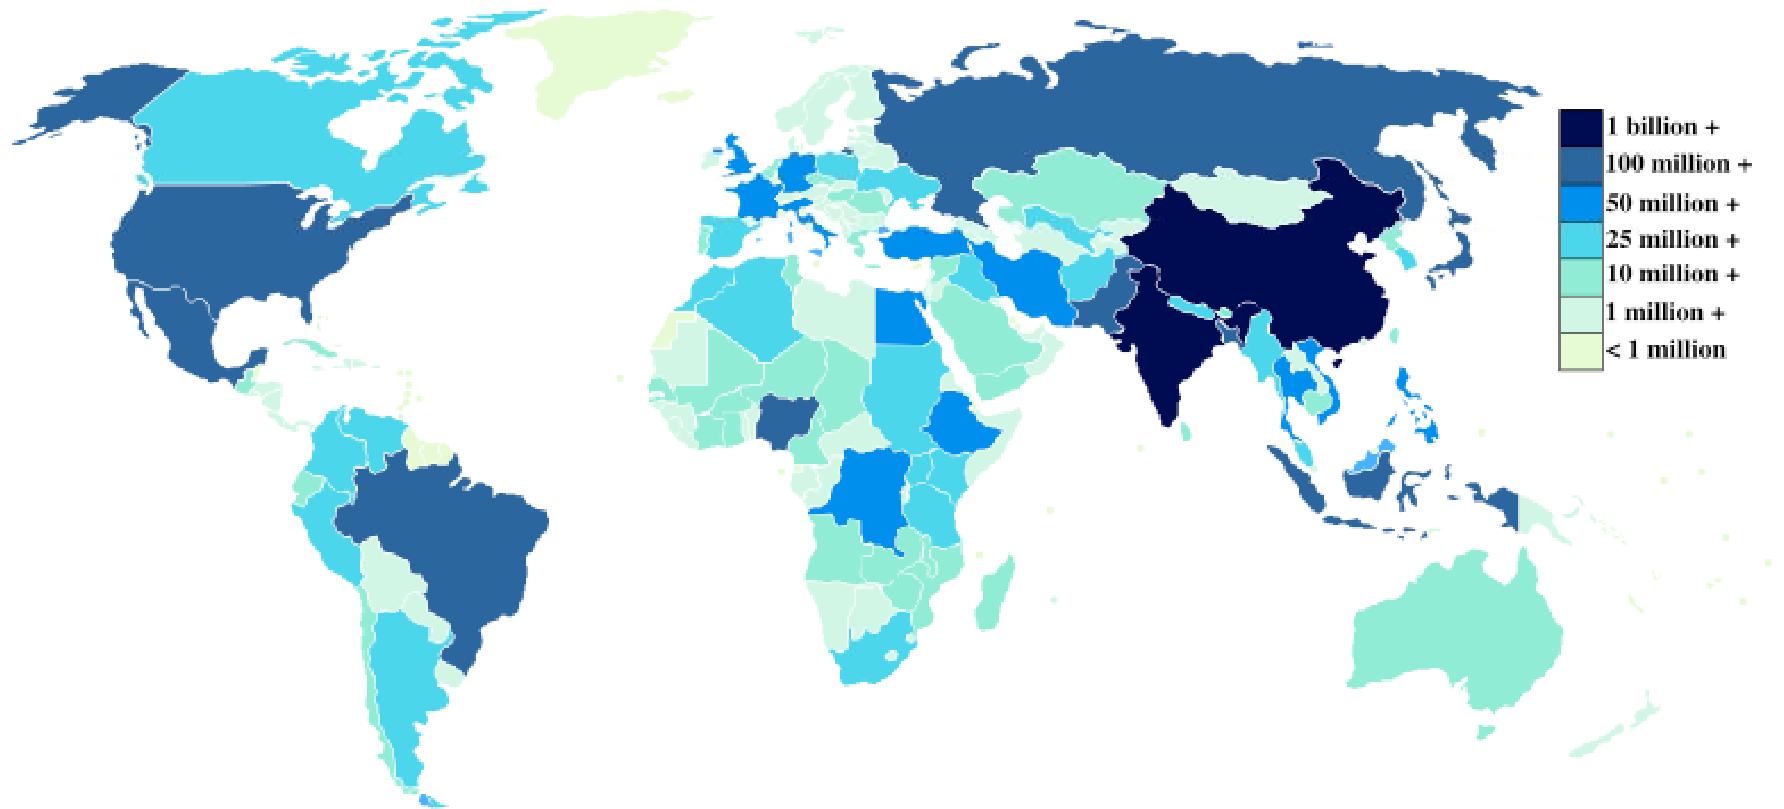 1 billion +
100 million +
50 million +
25 million +
10 million +
1 million +
< 1 million